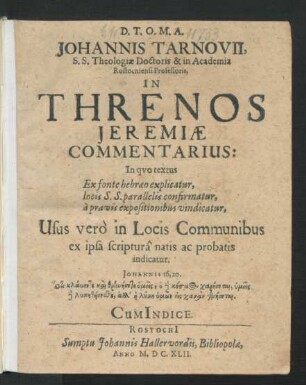 D. T. O. M. A.
JOHANNIS TARNOVII,
S. S. Theologiæ Doctoris & in Academia
Rostochiensi Professoris,
IN
THRENOS
JEREMIÆ
COMMENTARIUS:
In qvo textus
Ex fonte hebræo explicatur,
locis S. S. parallelis confirmatur,
à pravis expositionibus vindicatur,
Usus verò in Locis Communibus
ex ipsa scriptura natis ac probatis
indicatur.
JOHANNIS 16, 20.
CUM INDICE.
ROSTOCHI
Sumptu Johannis Hallervordii, Bibliopolæ,
ANNO M. DC. XLII.